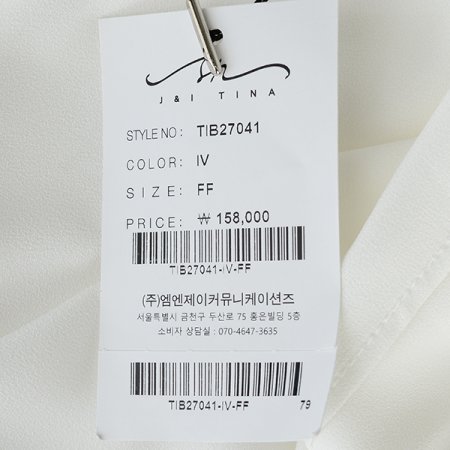 J & I TINA
STYLE NO : TIB27041
COLOR: IV
SIZE: FF
PRICE: ₩ 158,000
TIB27041-IV-FF
(주)엠엔제이커뮤니케이션즈
서울특별시 금천구 두산로 75 홍은빌딩 5층
소비자 상담실 : 070-4647-3635
TIB27041-IV-FF 79